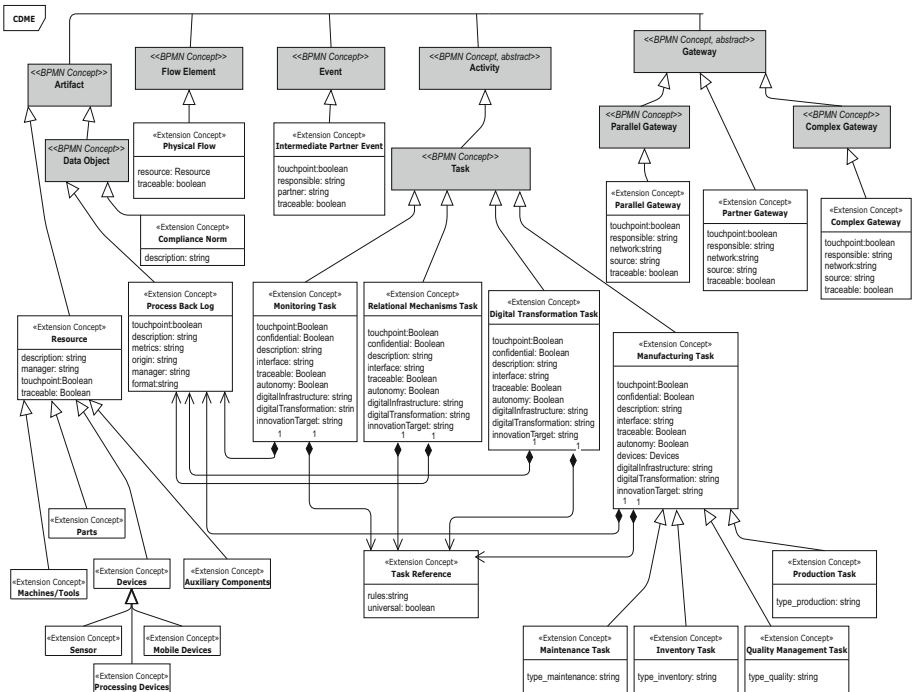 CDME
<<BPMN Concept>>
Artifact
<<BPMN Concept>>
Flow Element
<<BPMN Concept>>
Event
<<BPMN Concept, abstract>>
Activity
<<BPMN Concept, abstract>>
Gateway
<<BPMN Concept>>
Data Object
«Extension Concept»
Physical Flow
resource: Resource
traceable: boolean
«Extension Concept»
Intermediate Partner Event
touchpoint:boolean
responsible: string
partner: string
traceable: boolean
<<BPMN Concept>>
Task
<<BPMN Concept>>
Parallel Gateway
<<BPMN Concept>>
Complex Gateway
«Extension Concept»
Compliance Norm
description: string
«Extension Concept»
Parallel Gateway
touchpoint:boolean
responsible: string
network:string
source: string
traceable: boolean
«Extension Concept»
Partner Gateway
touchpoint:boolean
responsible: string
network: string
source: string
traceable: boolean
«Extension Concept»
Complex Gateway
touchpoint:boolean
responsible: string
network:string
source: string
traceable: boolean
«Extension Concept»
Resource
description: string
manager: string
touchpoint:Boolean
traceable: Boolean
«Extension Concept»
Process Back Log
touchpoint:boolean
description: string
metrics: string
origin: string
manager: string
format:string
«Extension Concept»
Monitoring Task
touchpoint:Boolean
confidential: Boolean
description: string
interface: string
traceable: Boolean
autonomy: Boolean
digitalInfrastructure: string
digitalTransformation: strin
innovationTarget: string
1
1
«Extension Concept»
Relational Mechanisms Task
touchpoint:Boolean
confidential: Boolean
description: string
interface: string
traceable: Boolean
autonomy: Boolean
digitalInfrastructure: string
digitalTransformation: string
innovationTarget: string
1
1
«Extension Concept»
Digital Transformation Task
touchpoint:Boolean
confidential: Boolean
description: string
interface: string
traceable: Boolean
autonomy: Boolean
digitalInfrastructure: string
digitalTransformation: string
innovationTarget: string
1
1
«Extension Concept»
Manufacturing Task
touchpoint:Boolean
confidential: Boolean
description: string
interface: string
traceable: Boolean
autonomy: Boolean
devices: Devices
digitalInfrastructure: string
digitalTransformation: string
innovationTarget: string
1
1
«Extension Concept»
Parts
«Extension Concept»
Machines/Tools
«Extension Concept»
Devices
«Extension Concept»
Auxiliary Components
«Extension Concept»
Task Reference
rules:string
universal: boolean
«Extension Concept»
Production Task
type_production: string
«Extension Concept»
Sensor
«Extension Concept»
Mobile Devices
«Extension Concept»
Processing Devices
«Extension Concept»
Maintenance Task
type_maintenance: string
«Extension Concept»
Inventory Task
type_inventory: string
«Extension Concept»
Quality Management Task
type_quality: string